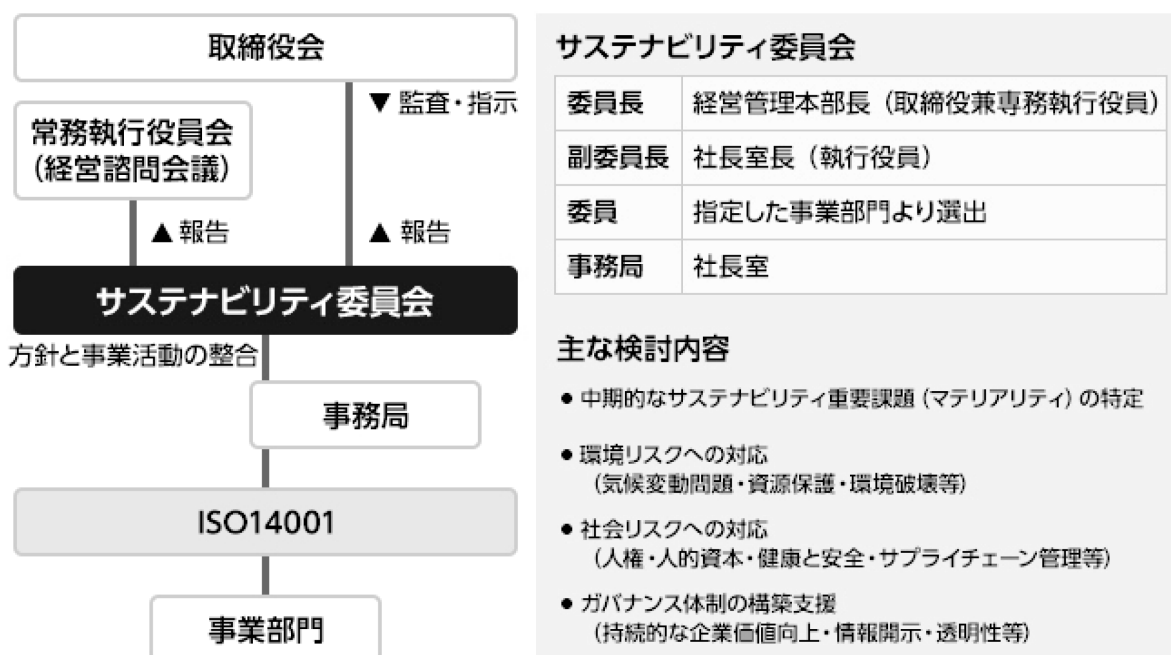 取締役会
▼ 監査・指示
常務執行役員会
(経営諮問会議)
▲ 報告
▲ 報告
サステナビリティ委員会
方針と事業活動の整合
事務局
ISO14001
事業部門
サステナビリティ委員会
委員長 経営管理本部長（取締役兼専務執行役員）
副委員長 社長室長（執行役員）
委員 指定した事業部門より選出
事務局 社長室
主な検討内容
● 中期的なサステナビリティ重要課題（マテリアリティ）の特定
● 環境リスクへの対応
（気候変動問題・資源保護・環境破壊等）
● 社会リスクへの対応
（人権・人的資本・健康と安全・サプライチェーン管理等）
● ガバナンス体制の構築支援
（持続的な企業価値向上・情報開示・透明性等）